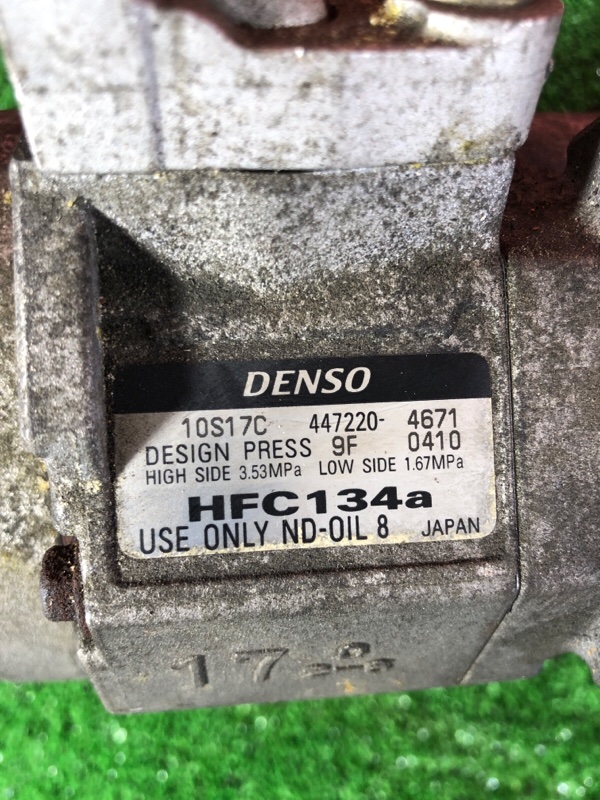 DENSO
10S17C 447220-4671
DESIGN PRESS 9F 0410
HIGH SIDE 3.53MPa LOW SIDE 1.67MPa
HFC134a
USE ONLY ND-OIL 8 JAPAN
17